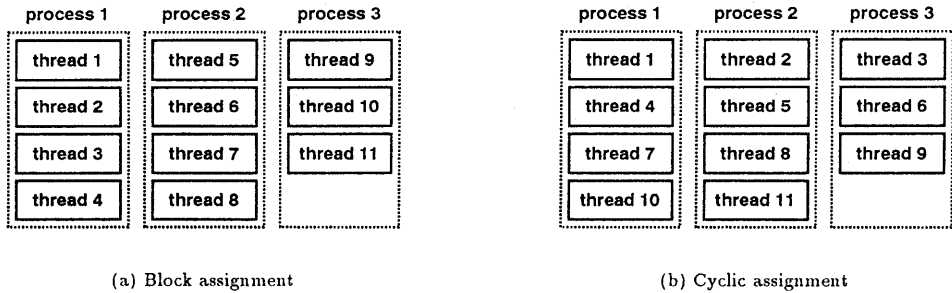 process 1 process 2 process 3
thread 1 thread 5 thread 9
thread 2 thread 6 thread 10
thread 3 thread 7 thread 11
thread 4 thread 8
(a) Block assignment
process 1 process 2 process 3
thread 1 thread 2 thread 3
thread 4 thread 5 thread 6
thread 7 thread 8 thread 9
thread 10 thread 11
(b) Cyclic assignment